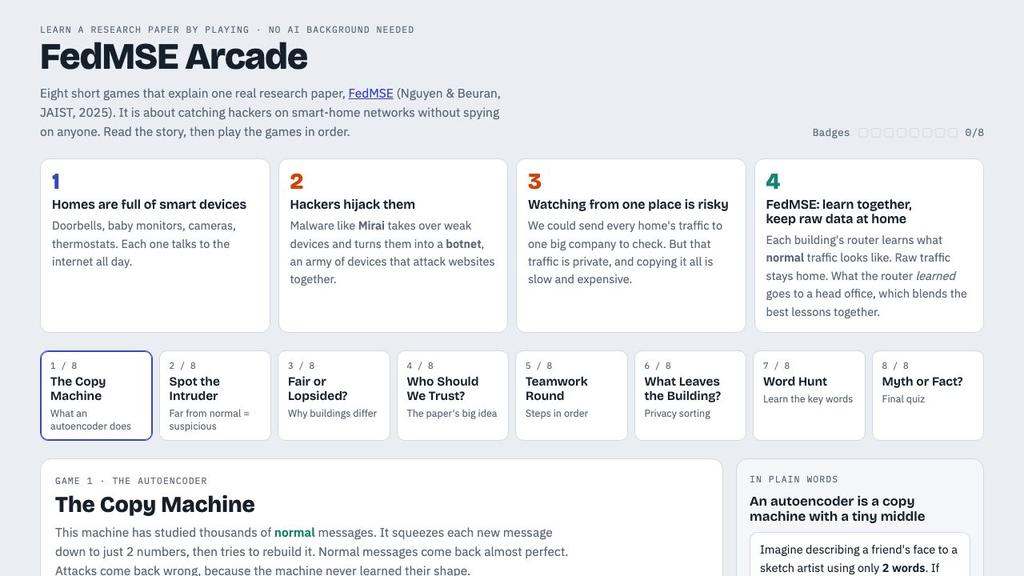 LEARN A RESEARCH PAPER BY PLAYING · NO AI BACKGROUND NEEDED
FedMSE Arcade
Eight short games that explain one real research paper, FedMSE (Nguyen & Beuran,
JAIST, 2025). It is about catching hackers on smart-home networks without spying
on anyone. Read the story, then play the games in order.
Badges 0/8
1
Homes are full of smart devices
Doorbells, baby monitors, cameras,
thermostats. Each one talks to the
internet all day.
2
Hackers hijack them
Malware like Mirai takes over weak
devices and turns them into a botnet,
an army of devices that attack websites
together.
3
Watching from one place is risky
We could send every home's traffic to
one big company to check. But that
traffic is private, and copying it all is
slow and expensive.
4
FedMSE: learn together,
keep raw data at home
Each building's router learns what
normal traffic looks like. Raw traffic
stays home. What the router learned
goes to a head office, which blends the
best lessons together.
1 / 8
The Copy
Machine
What an
autoencoder does
2 / 8
Spot the
Intruder
Far from normal =
suspicious
3 / 8
Fair or
Lopsided?
Why buildings differ
4 / 8
Who Should
We Trust?
The paper's big idea
5 / 8
Teamwork
Round
Steps in order
6 / 8
What Leaves
the Building?
Privacy sorting
7 / 8
Word Hunt
Learn the key words
8 / 8
Myth or Fact?
Final quiz
GAME 1 · THE AUTOENCODER
The Copy Machine
This machine has studied thousands of normal messages. It squeezes each new message
down to just 2 numbers, then tries to rebuild it. Normal messages come back almost perfect.
Attacks come back wrong, because the machine never learned their shape.
IN PLAIN WORDS
An autoencoder is a copy
machine with a tiny middle
Imagine describing a friend's face to a
sketch artist using only 2 words. If